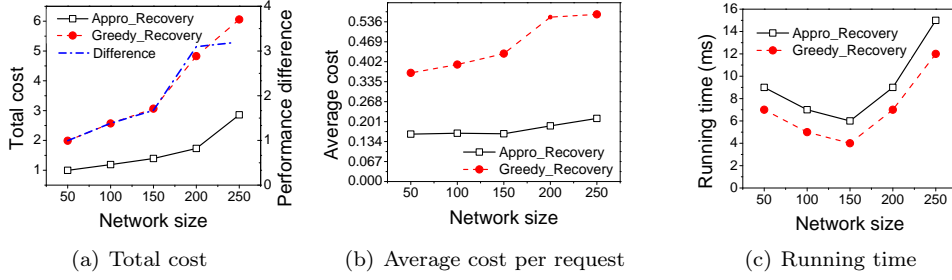 Total cost
6
5
4
3
2
1
Appro_Recovery
Greedy_Recovery
Difference
4
3
2
1
0
Performance difference
50 100 150 200 250
Network size
(a) Total cost
Average cost
0.536
0.469
0.402
0.335
0.268
0.201
0.134
0.067
0.000
Appro_Recovery
Greedy_Recovery
50 100 150 200 250
Network size
(b) Average cost per request
Running time (ms)
16
14
12
10
8
6
4
2
0
Appro_Recovery
Greedy_Recovery
50 100 150 200 250
Network size
(c) Running time